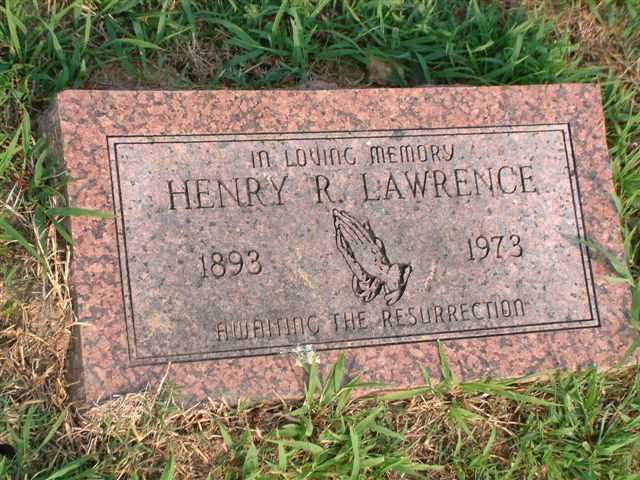 IN LOVING MEMORY
HENRY R. LAWRENCE
1893 1973
AWAITING THE RESURRECTION